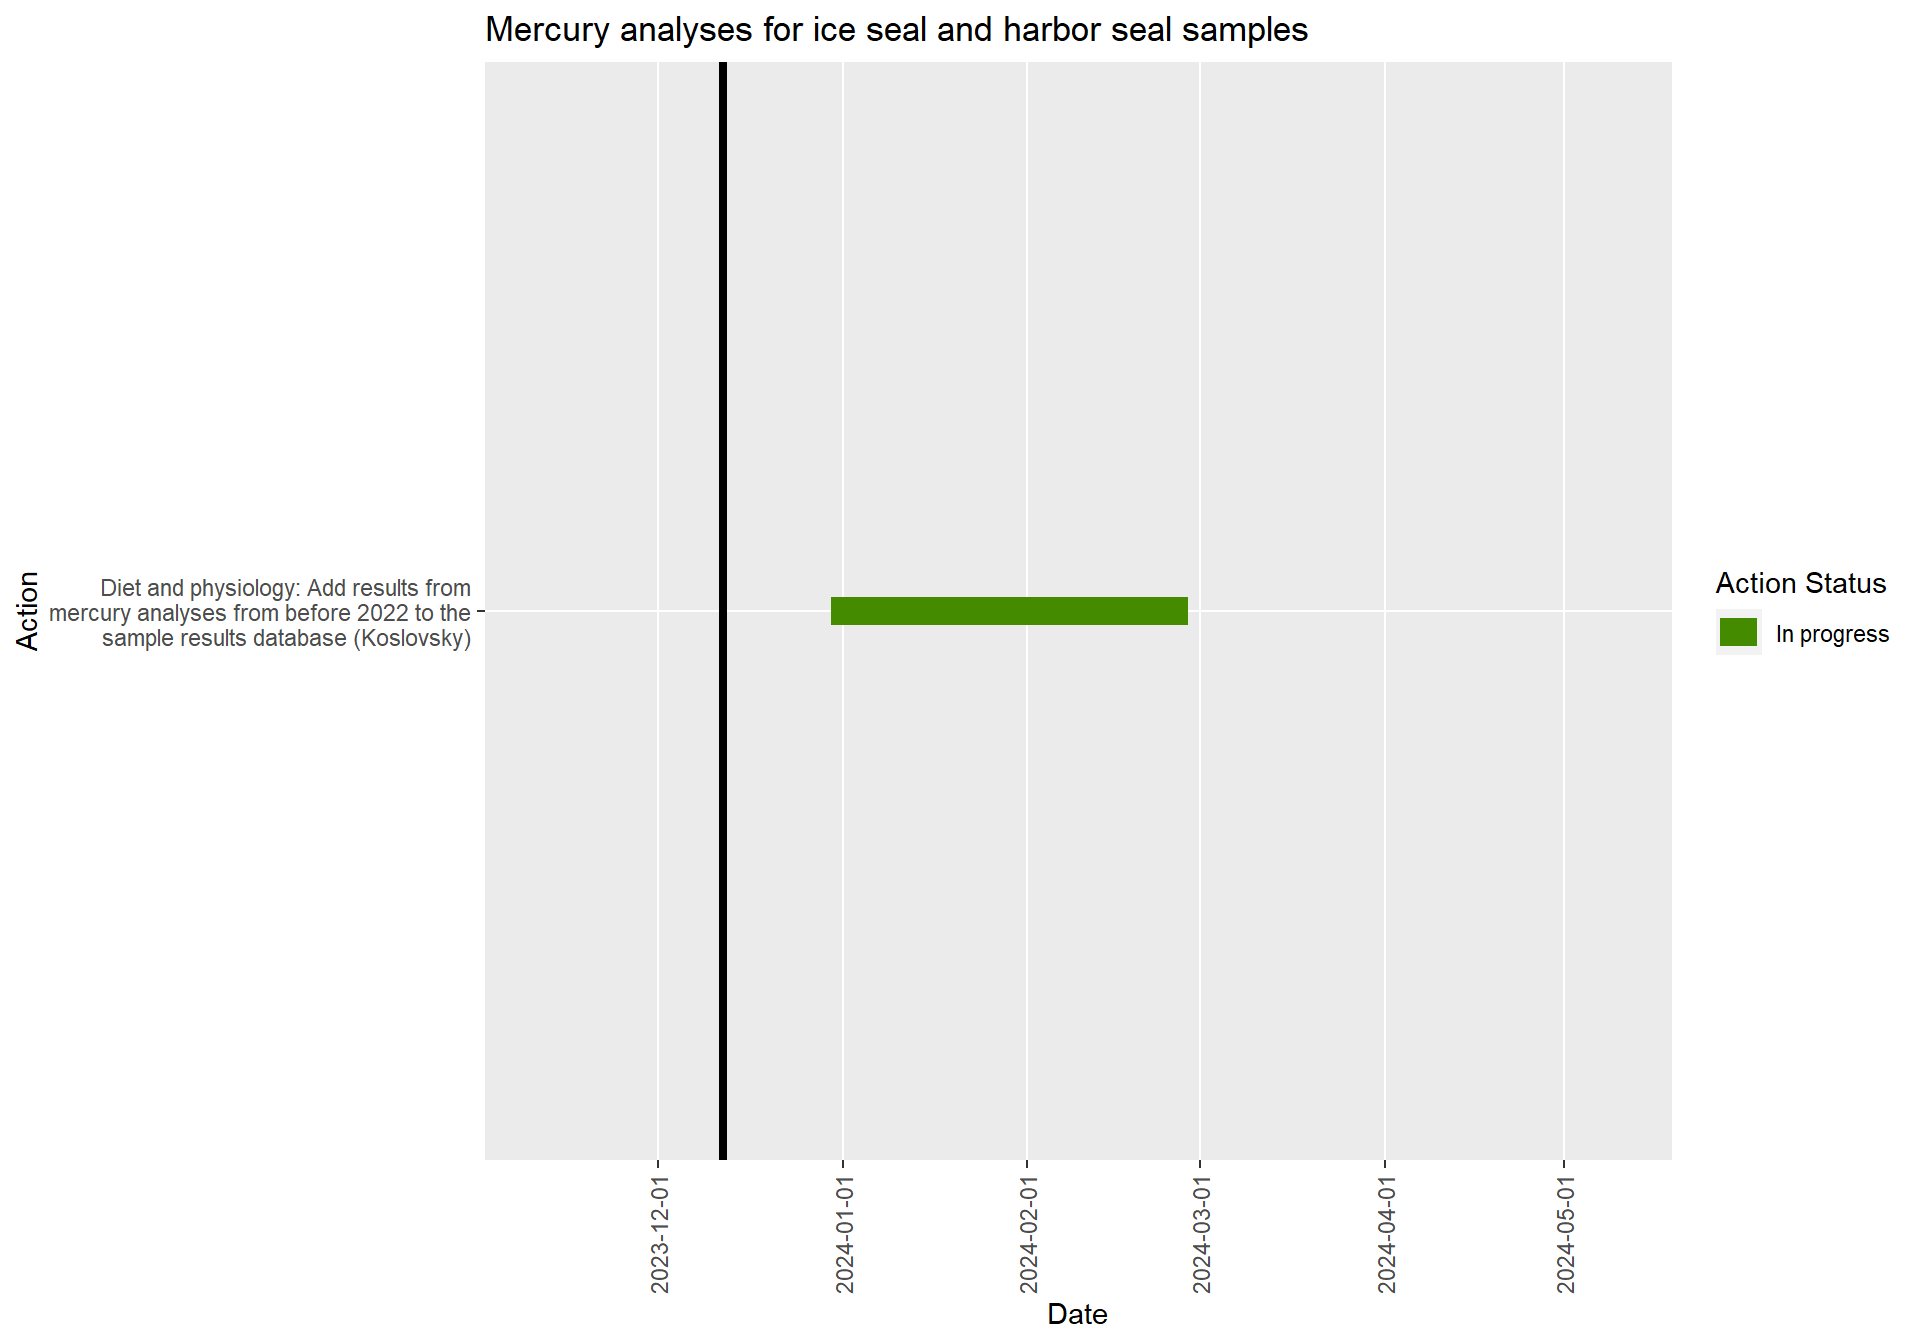 Mercury analyses for ice seal and harbor seal samples
Action
Diet and physiology: Add results from
mercury analyses from before 2022 to the
sample results database (Koslovsky)
Action Status
In progress
2023-12-01
2024-01-01
2024-02-01
2024-03-01
2024-04-01
2024-05-01
Date